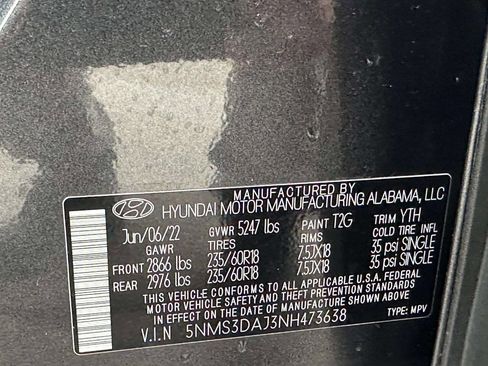 MANUFACTURED BY
HYUNDAI MOTOR MANUFACTURING ALABAMA, LLC
Jun/06/22 GVWR 5247 lbs PAINT T2G TRIM YTH
GAWR TIRES RIMS COLD TIRE INFL
FRONT 2866 lbs 235/60R18 7.5JX18 35 psi SINGLE
REAR 2976 lbs 235/60R18 7.5JX18 35 psi SINGLE
THIS VEHICLE CONFORMS TO ALL APPLICABLE U.S.A. FEDERAL
MOTOR VEHICLE SAFETY AND THEFT PREVENTION STANDARDS
IN EFFECT ON THE DATE OF MANUFACTURE SHOWN ABOVE.
V.I.N 5NMS3DAJ3NH473638 TYPE: MPV